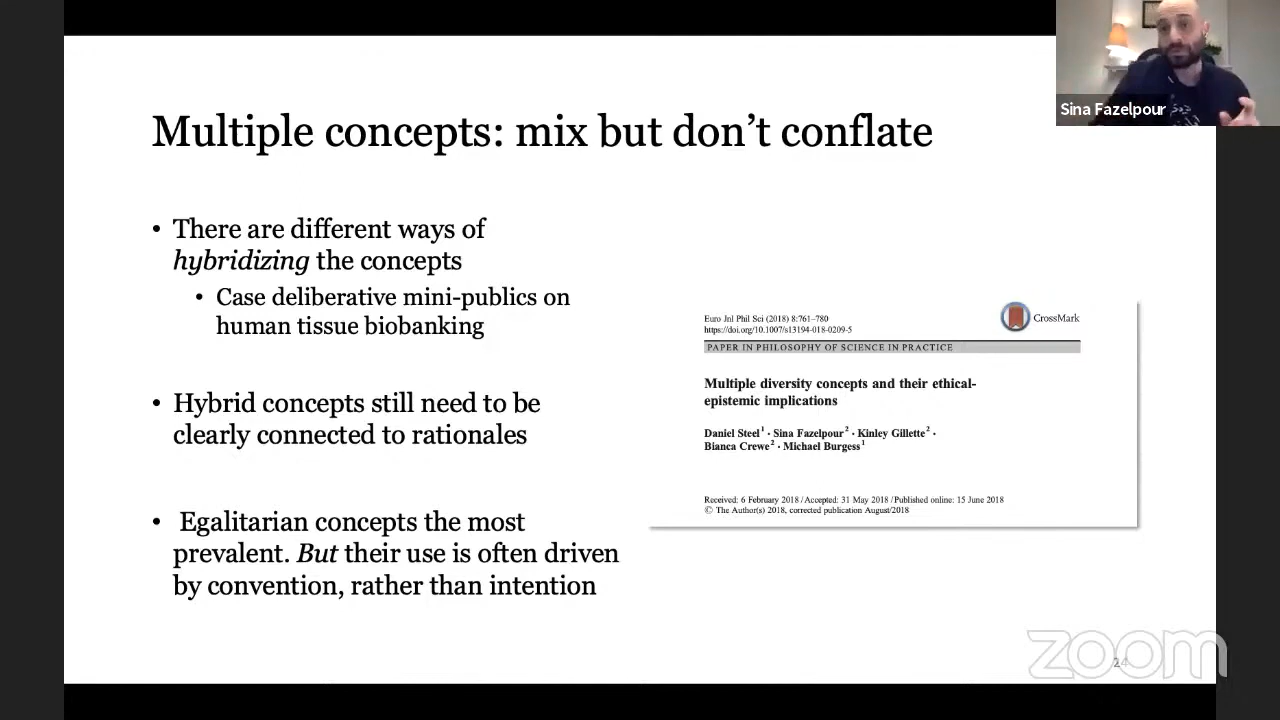 Sina Fazelpour
Multiple concepts: mix but don’t conflate
• There are different ways of
hybridizing the concepts
• Case deliberative mini-publics on
human tissue biobanking
• Hybrid concepts still need to be
clearly connected to rationales
• Egalitarian concepts the most
prevalent. But their use is often driven
by convention, rather than intention
Euro Jnl Phil Sci (2018) 8:761–780
https://doi.org/10.1007/s13194-018-0209-5
CrossMark
PAPER IN PHILOSOPHY OF SCIENCE IN PRACTICE
Multiple diversity concepts and their ethical-
epistemic implications
Daniel Steel¹ · Sina Fazelpour² · Kinley Gillette² ·
Bianca Crewe² · Michael Burgess¹
Received: 6 February 2018 / Accepted: 31 May 2018 / Published online: 15 June 2018
© The Author(s) 2018, corrected publication August/2018
zoom
24